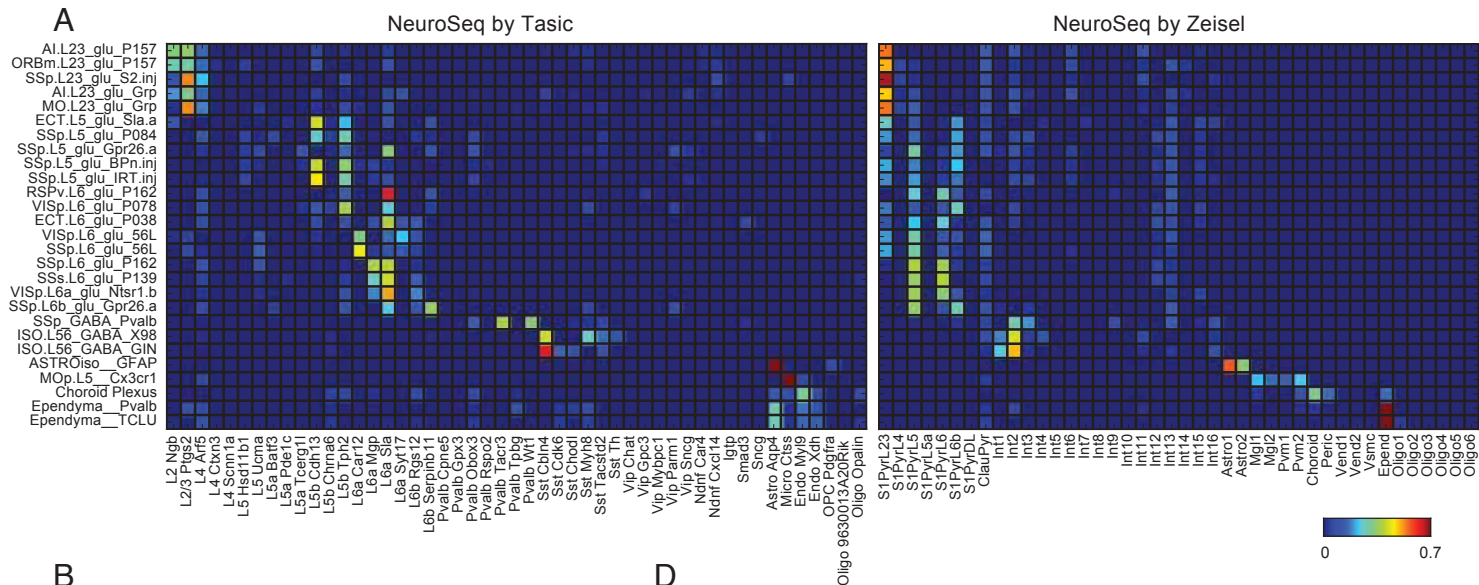 A
NeuroSeq by Tasic
NeuroSeq by Zeisel
AI.L23_glu_P157
ORBm.L23_glu_P157
SSp.L23_glu_S2.inj
AI.L23_glu_Grp
MO.L23_glu_Grp
ECT.L5_glu_Sla.a
SSp.L5_glu_P084
SSp.L5_glu_Gpr26.a
SSp.L5_glu_BPn.inj
SSp.L5_glu_IRT.inj
RSPv.L6_glu_P162
VISp.L6_glu_P078
ECT.L6_glu_P038
VISp.L6_glu_56L
SSp.L6_glu_56L
SSp.L6_glu_P162
SSs.L6_glu_P139
VISp.L6a_glu_Ntsr1.b
SSp.L6b_glu_Gpr26.a
SSp_GABA_Pvalb
ISO.L56_GABA_X98
ISO.L56_GABA_GIN
ASTROiso__GFAP
MOp.L5__Cx3cr1
Choroid Plexus
Ependyma__Pvalb
Ependyma__TCLU
L2 Ngb
L2/3 Ptgs2
L4 Arf5
L4 Ctxn3
L4 Scnn1a
L5 Hsd11b1
L5 Ucma
L5a Batf3
L5a Pde1c
L5a Tcerg1l
L5b Cdh13
L5b Chrna6
L5b Tph2
L6a Car12
L6a Mgp
L6a Sla
L6a Syt17
L6b Rgs12
L6b Serpinb11
Pvalb Cpne5
Pvalb Gpx3
Pvalb Obox3
Pvalb Rspo2
Pvalb Tacr3
Pvalb Tpbg
Pvalb Wt1
Sst Cbln4
Sst Cdk6
Sst Chodl
Sst Myh8
Sst Tacstd2
Sst Th
Vip Chat
Vip Gpc3
Vip Mybpc1
Vip Parm1
Vip Sncg
Ndnf Car4
Ndnf Cxcl14
Igtp
Smad3
Sncg
Astro Aqp4
Micro Ctss
Endo Myl9
Endo Xdh
OPC Pdgfra
Oligo 9630013A20Rik
Oligo Opalin
S1PyrL23
S1PyrL4
S1PyrL5
S1PyrL5a
S1PyrL6
S1PyrL6b
S1PyrDL
ClauPyr
Int1
Int2
Int3
Int4
Int5
Int6
Int7
Int8
Int9
Int10
Int11
Int12
Int13
Int14
Int15
Int16
Astro1
Astro2
Mgl1
Mgl2
Pvm1
Pvm2
Choroid
Peric
Vend1
Vend2
Vsmc
Epend
Oligo1
Oligo2
Oligo3
Oligo4
Oligo5
Oligo6
0
0.7
B
D